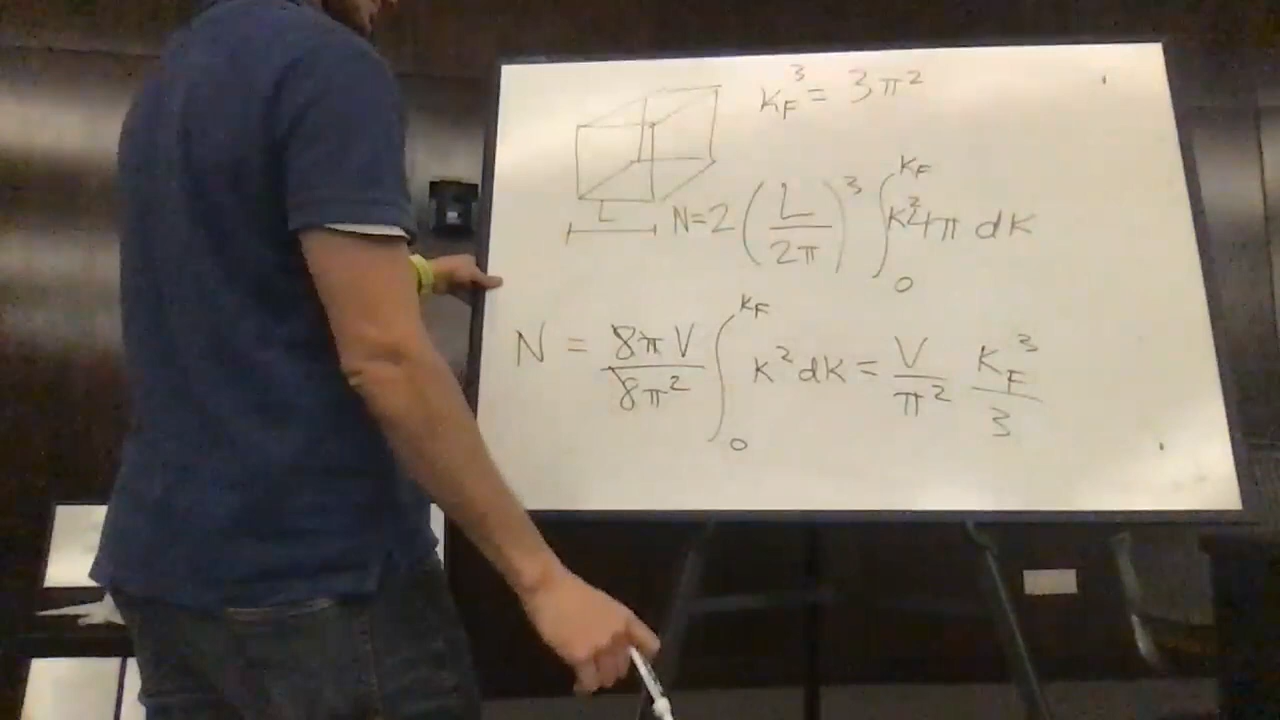 K_F^3 = 3π^2
L
N=2 (L/2π)^3 ∫_0^{K_F} K^2 4π dK
N = 8πV/8π^2 ∫_0^{K_F} K^2 dK = V/π^2 K_F^3/3